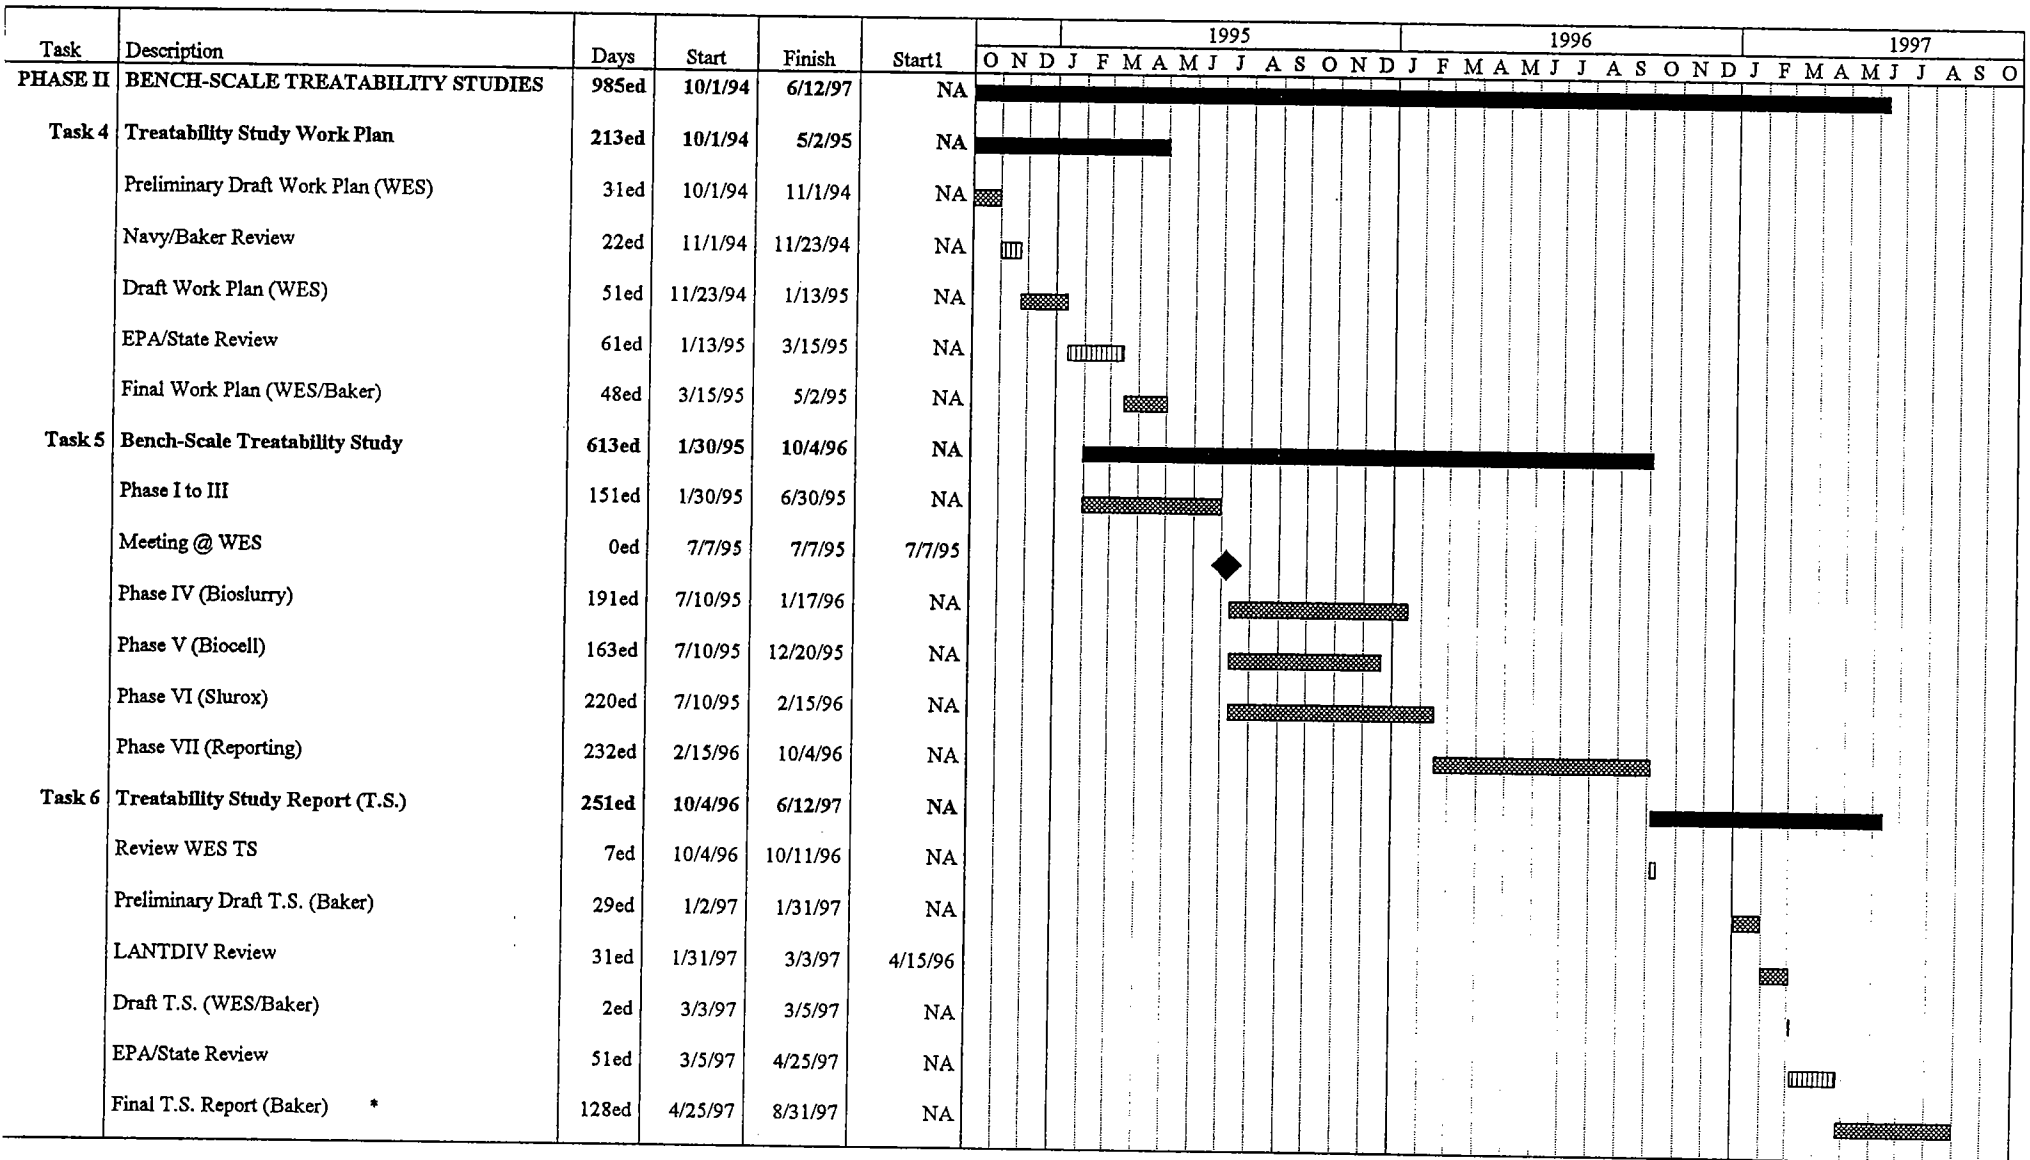 1995 1996 1997
Task Description Days Start Finish Start1 O N D J F M A M J J A S O N D J F M A M J J A S O N D J F M A M J J A S O
PHASE II BENCH-SCALE TREATABILITY STUDIES 985ed 10/1/94 6/12/97 NA
Task 4 Treatability Study Work Plan 213ed 10/1/94 5/2/95 NA
Preliminary Draft Work Plan (WES) 31ed 10/1/94 11/1/94 NA
Navy/Baker Review 22ed 11/1/94 11/23/94 NA
Draft Work Plan (WES) 51ed 11/23/94 1/13/95 NA
EPA/State Review 61ed 1/13/95 3/15/95 NA
Final Work Plan (WES/Baker) 48ed 3/15/95 5/2/95 NA
Task 5 Bench-Scale Treatability Study 613ed 1/30/95 10/4/96 NA
Phase I to III 151ed 1/30/95 6/30/95 NA
Meeting @ WES 0ed 7/7/95 7/7/95 7/7/95
Phase IV (Bioslurry) 191ed 7/10/95 1/17/96 NA
Phase V (Biocell) 163ed 7/10/95 12/20/95 NA
Phase VI (Slurox) 220ed 7/10/95 2/15/96 NA
Phase VII (Reporting) 232ed 2/15/96 10/4/96 NA
Task 6 Treatability Study Report (T.S.) 251ed 10/4/96 6/12/97 NA
Review WES TS 7ed 10/4/96 10/11/96 NA
Preliminary Draft T.S. (Baker) 29ed 1/2/97 1/31/97 NA
LANTDIV Review 31ed 1/31/97 3/3/97 4/15/96
Draft T.S. (WES/Baker) 2ed 3/3/97 3/5/97 NA
EPA/State Review 51ed 3/5/97 4/25/97 NA
Final T.S. Report (Baker) * 128ed 4/25/97 8/31/97 NA